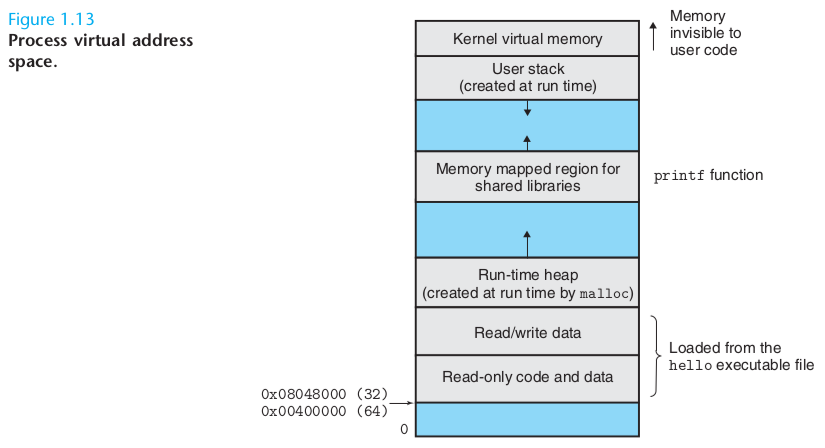 Figure 1.13
Process virtual address
space.
Kernel virtual memory
Memory
invisible to
user code
User stack
(created at run time)
Memory mapped region for
shared libraries
printf function
Run-time heap
(created at run time by malloc)
Read/write data
Loaded from the
hello executable file
Read-only code and data
0x08048000 (32)
0x00400000 (64)
0